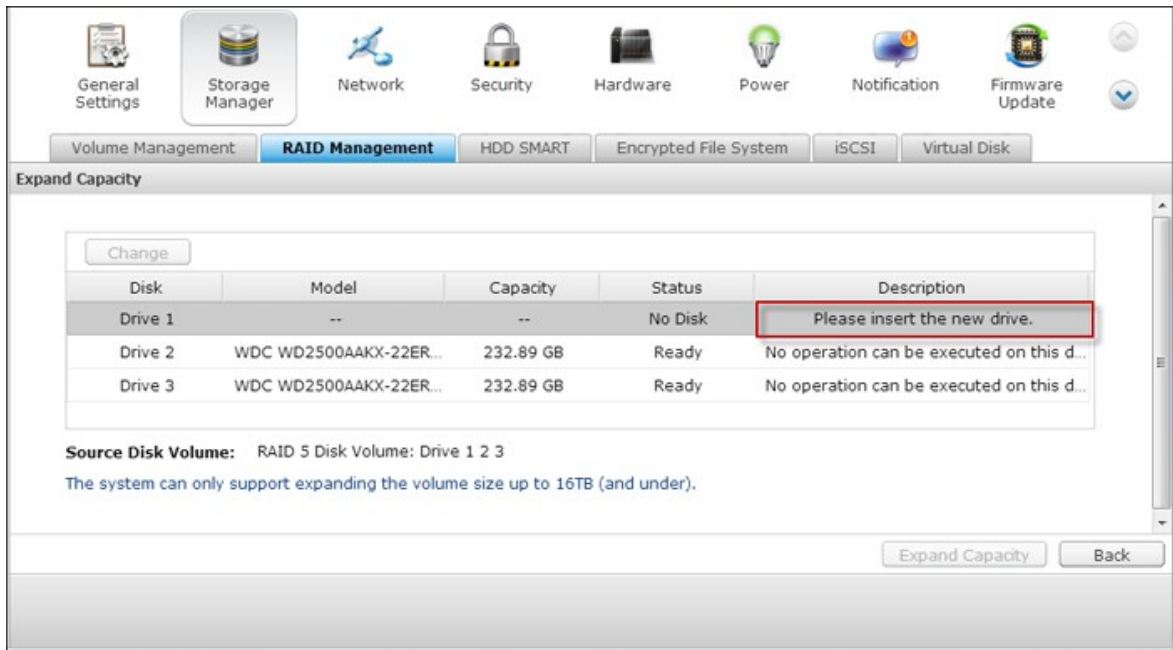 General Settings
Storage Manager
Network
Security
Hardware
Power
Notification
Firmware Update
Volume Management
RAID Management
HDD SMART
Encrypted File System
iSCSI
Virtual Disk
Expand Capacity
Change
Disk Model Capacity Status Description
Drive 1 -- -- No Disk Please insert the new drive.
Drive 2 WDC WD2500AAKX-22ER... 232.89 GB Ready No operation can be executed on this d...
Drive 3 WDC WD2500AAKX-22ER... 232.89 GB Ready No operation can be executed on this d...
Source Disk Volume: RAID 5 Disk Volume: Drive 1 2 3
The system can only support expanding the volume size up to 16TB (and under).
Expand Capacity
Back